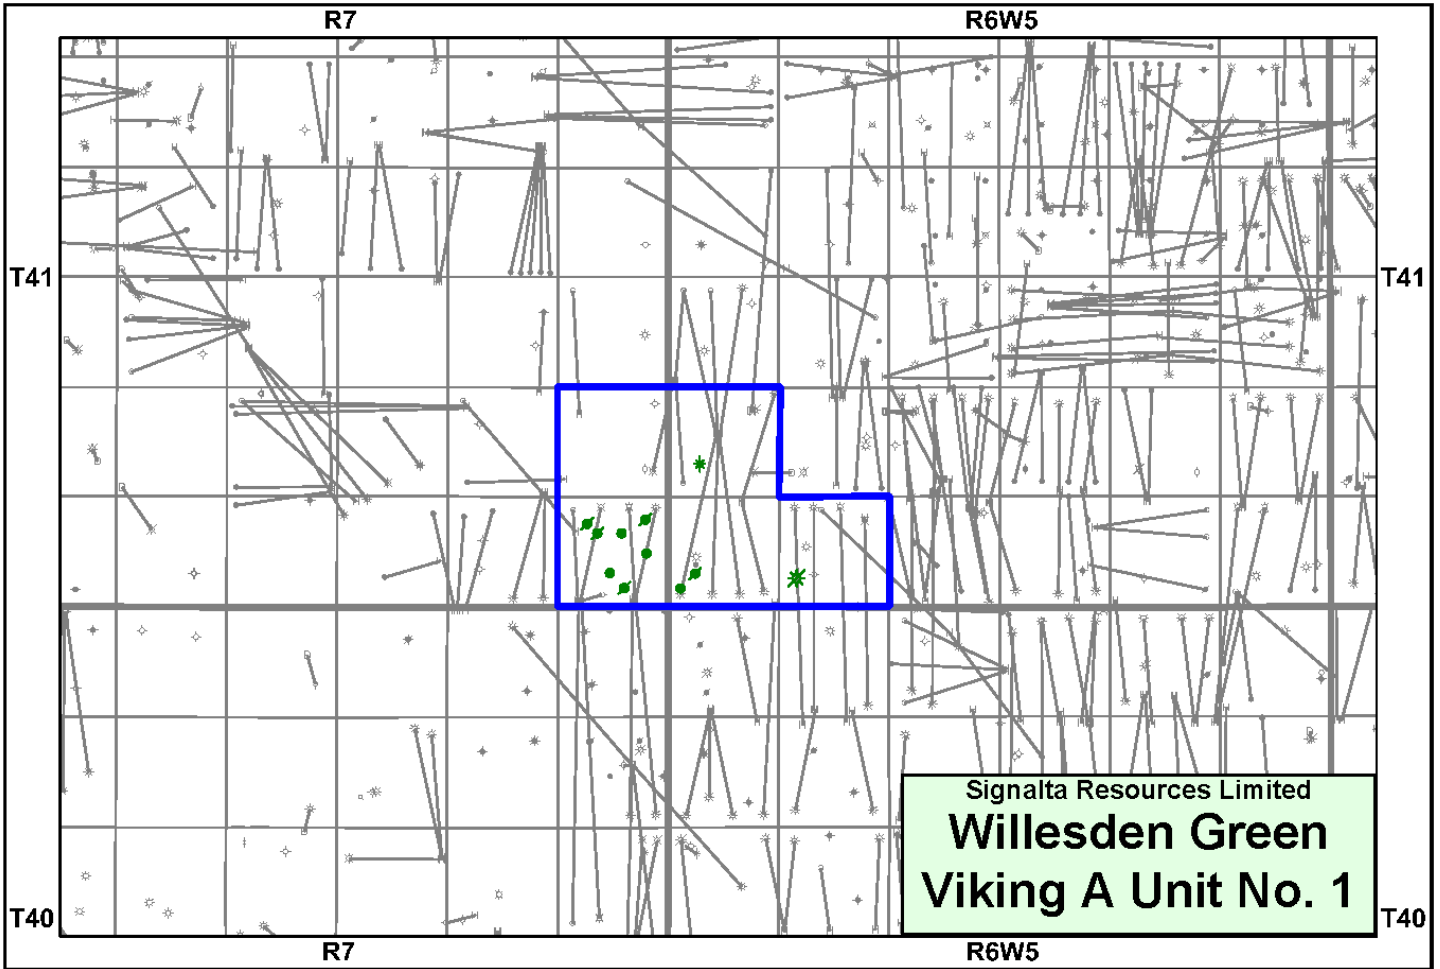 R7 R6W5
T41 T41
Signalta Resources Limited
Willesden Green
Viking A Unit No. 1
T40 T40
R7 R6W5